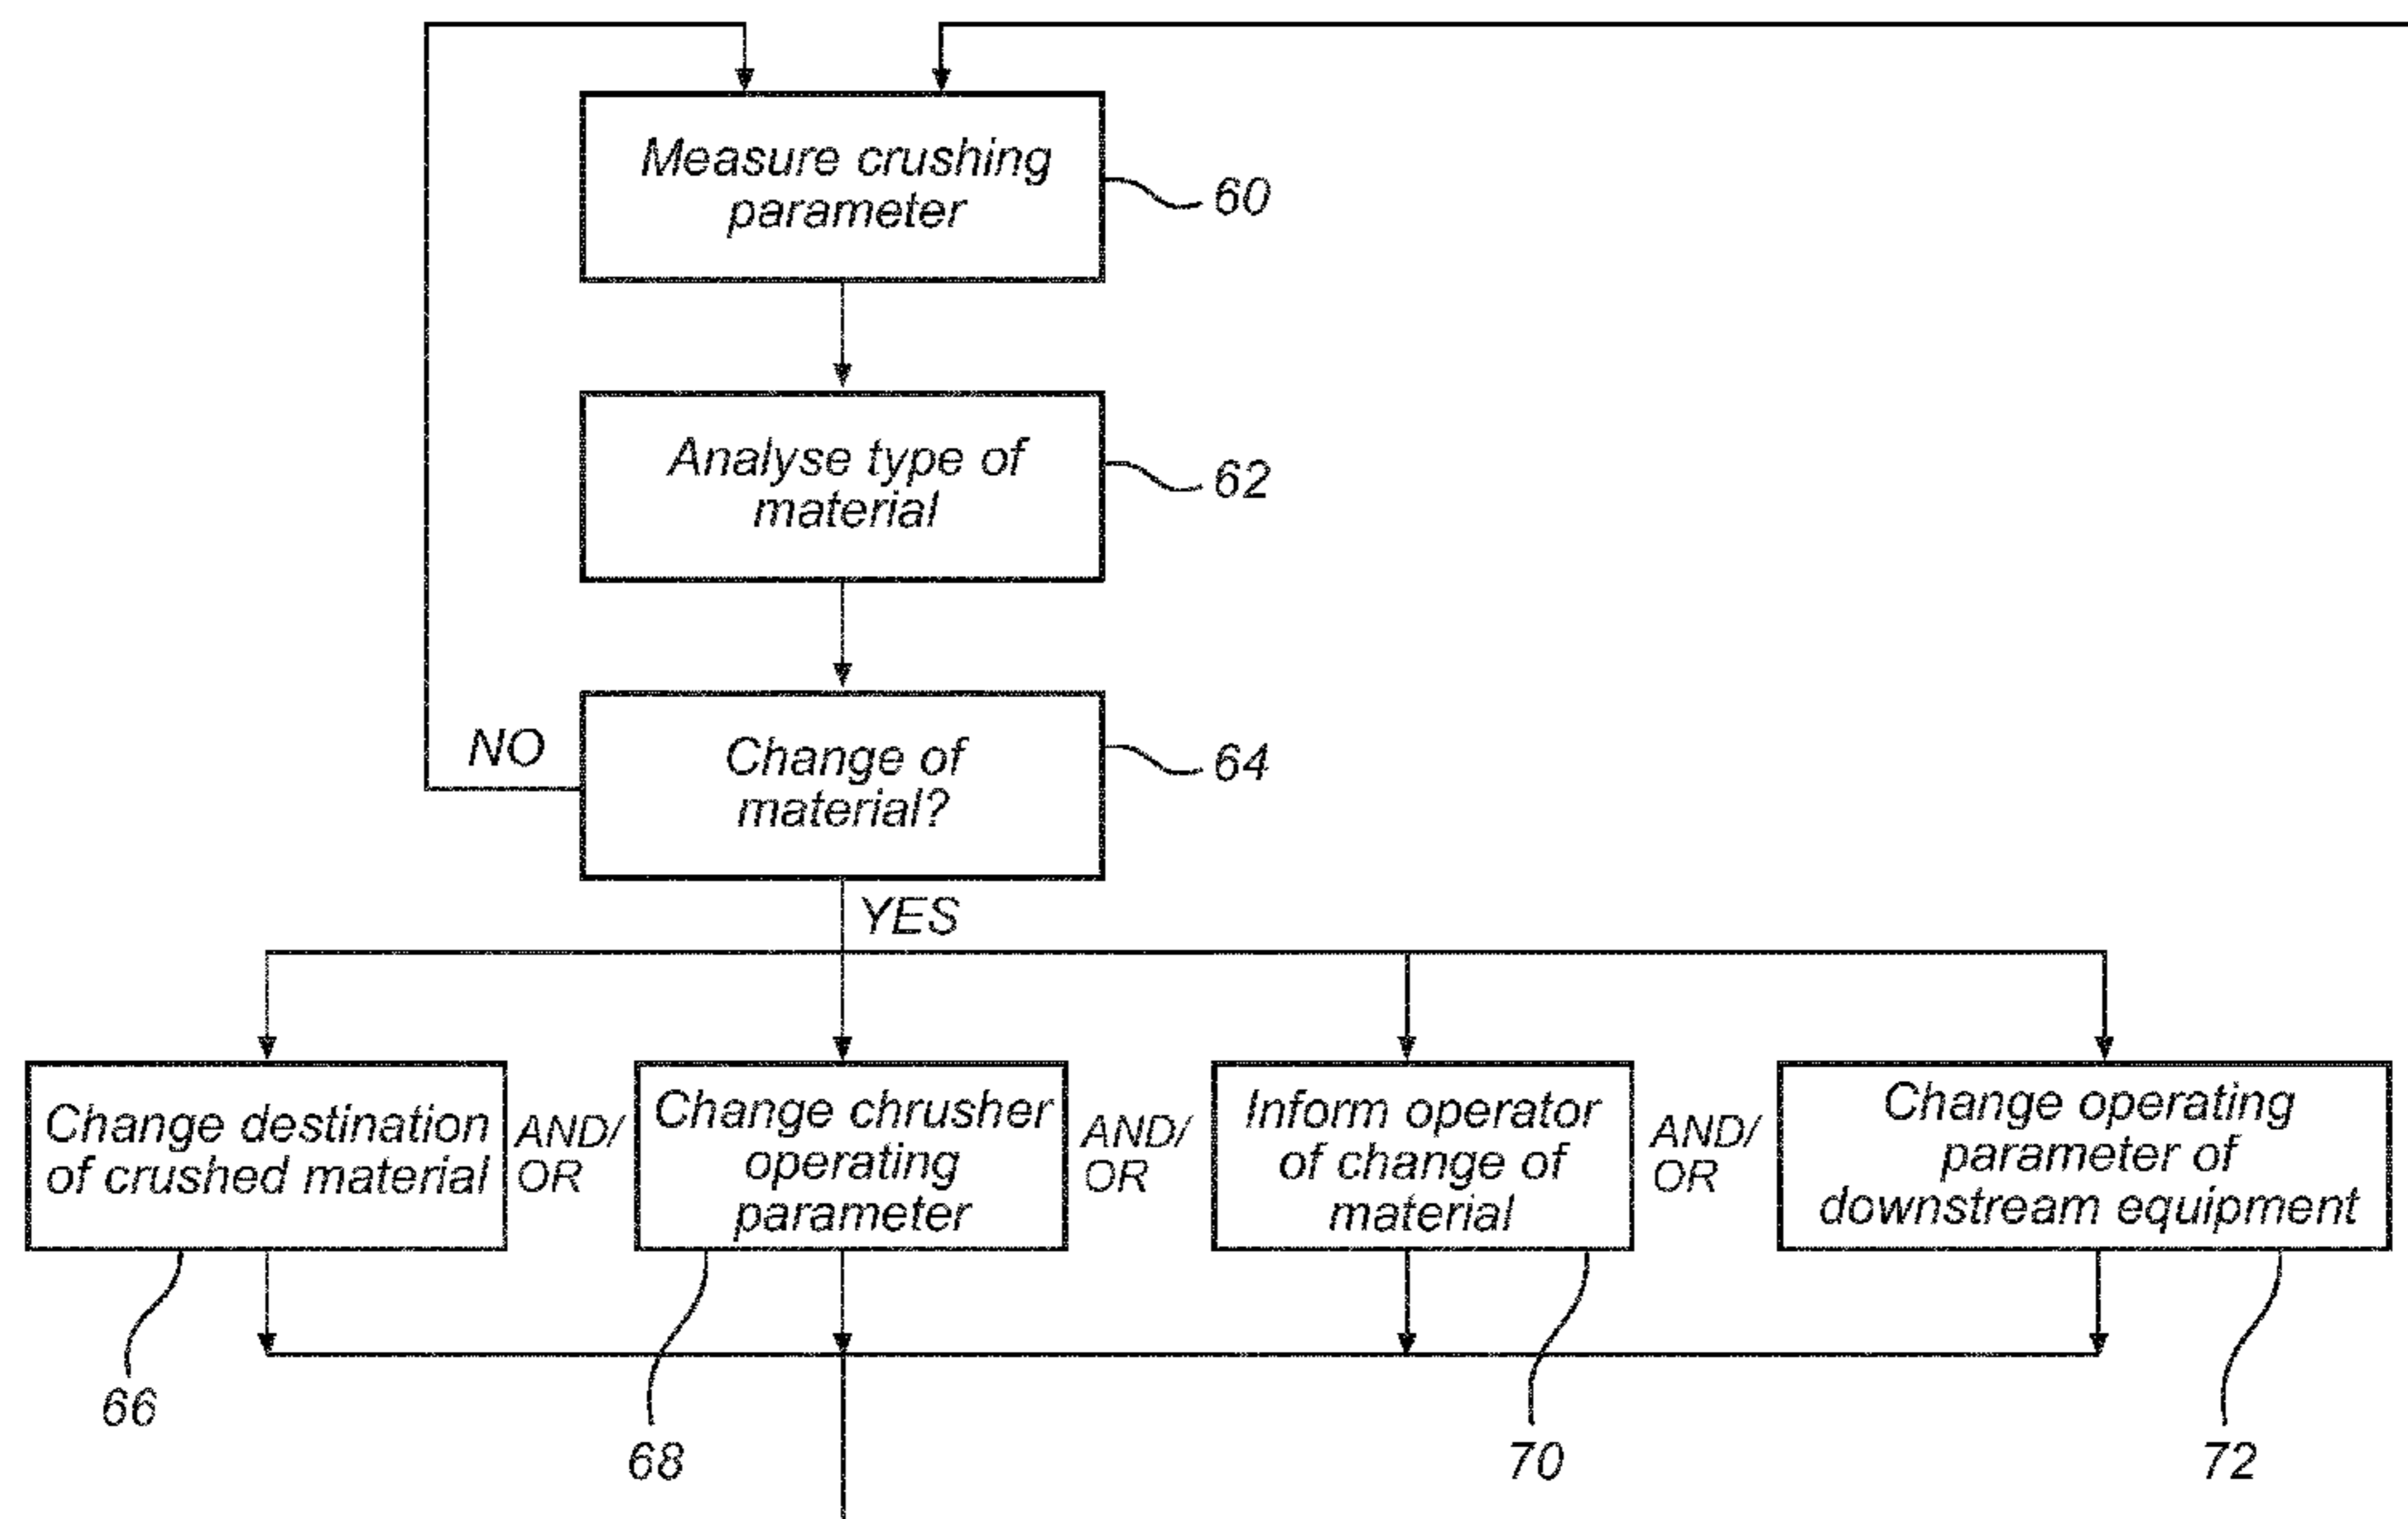 Measure crushing
parameter
60
Analyse type of
material
62
NO
Change of
material?
64
YES
Change destination
of crushed material
AND/
OR
Change chrusher
operating
parameter
AND/
OR
Inform operator
of change of
material
AND/
OR
Change operating
parameter of
downstream equipment
66
68
70
72